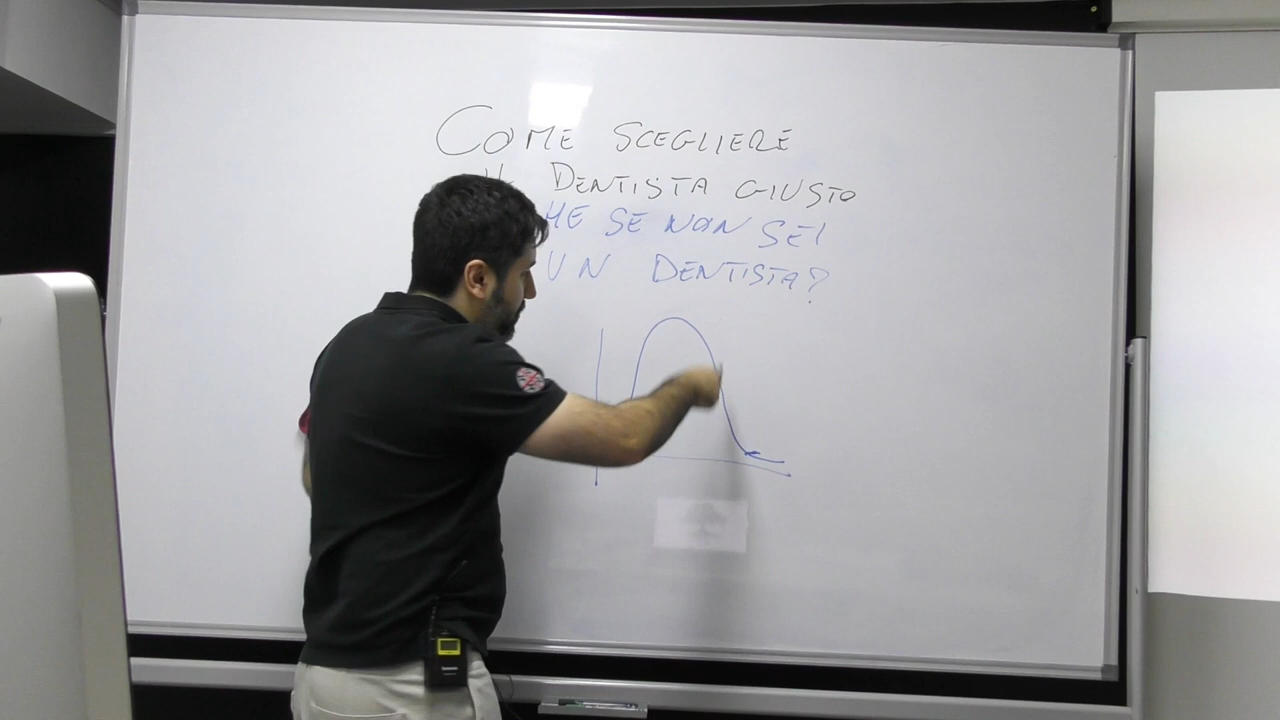 COME SCEGLIERE
IL DENTISTA GIUSTO
ME SE NON SEI
UN DENTISTA?